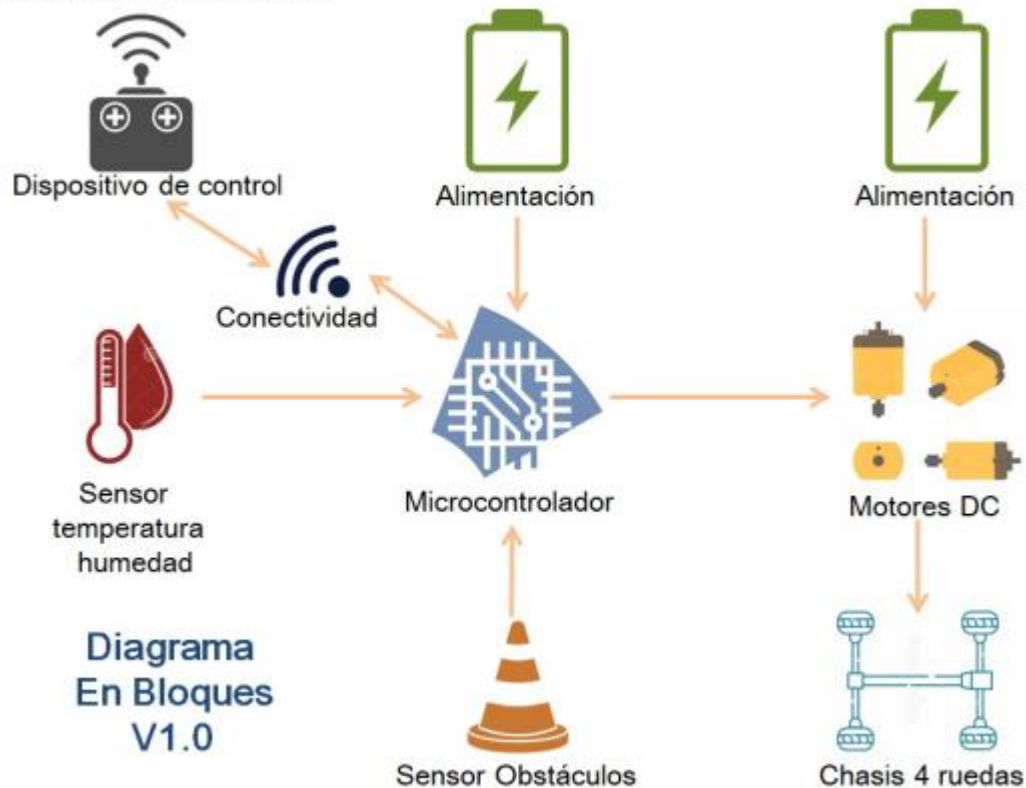 Dispositivo de control
Alimentación
Alimentación
Conectividad
Sensor
temperatura
humedad
Microcontrolador
Motores DC
Diagrama
En Bloques
V1.0
Sensor Obstáculos
Chasis 4 ruedas